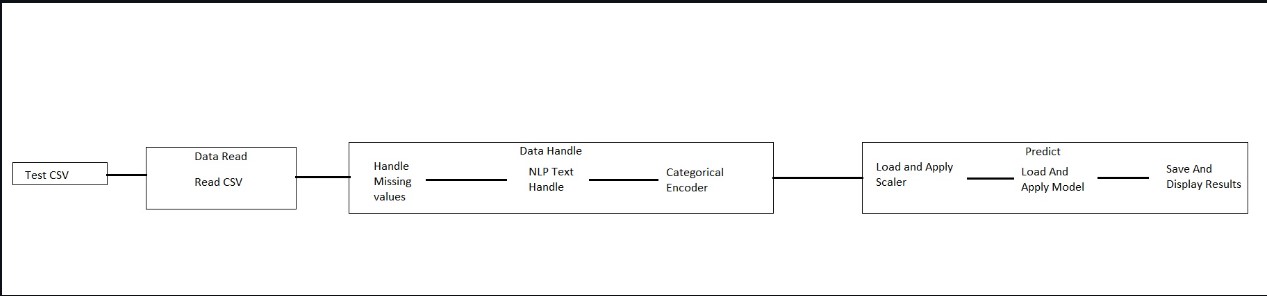 Test CSV
Data Read
Read CSV
Data Handle
Handle
Missing
values
NLP Text
Handle
Categorical
Encoder
Predict
Load and Apply
Scaler
Load And
Apply Model
Save And
Display Results